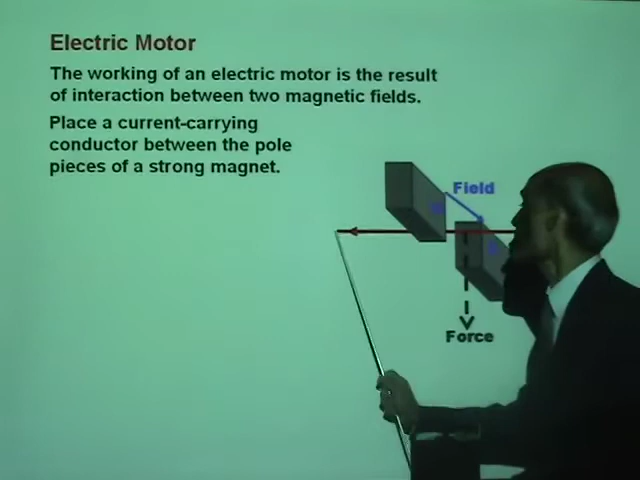 Electric Motor
The working of an electric motor is the result
of interaction between two magnetic fields.
Place a current-carrying
conductor between the pole
pieces of a strong magnet.
Field
Force